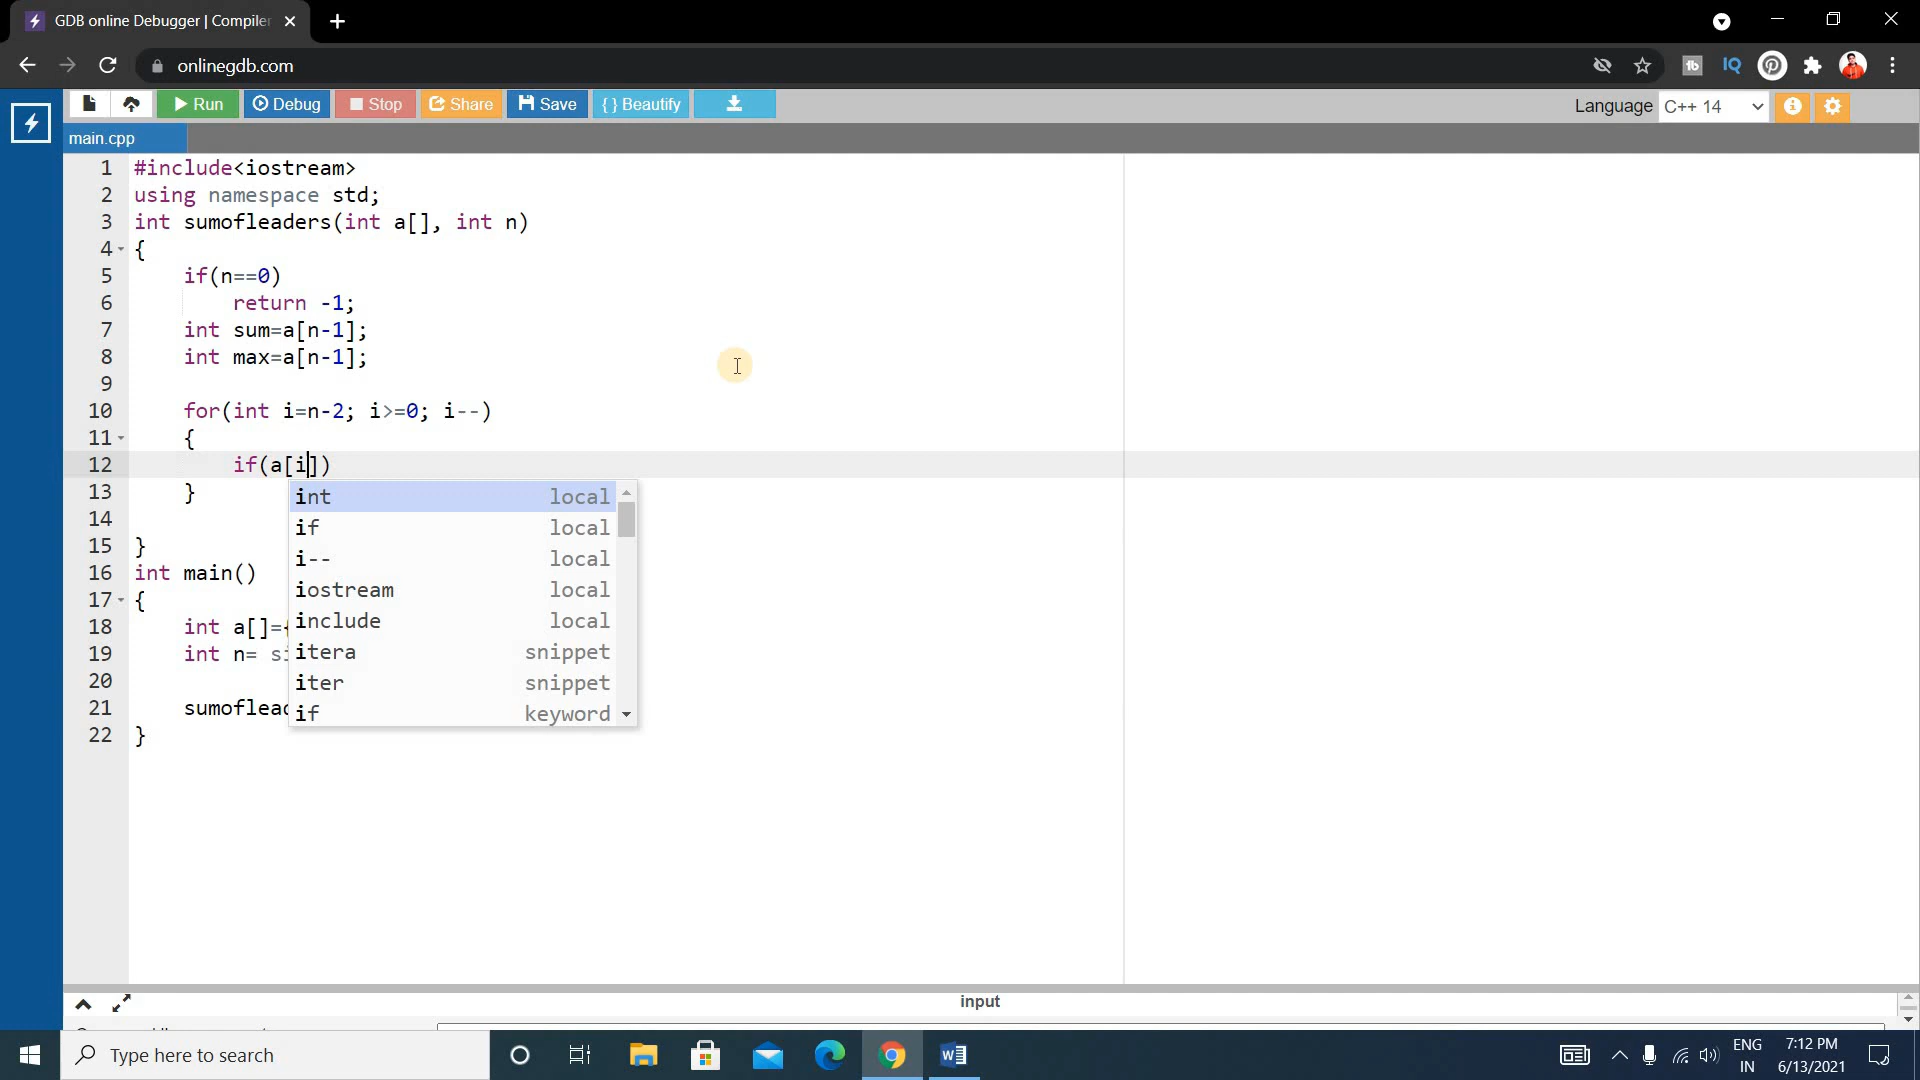 GDB online Debugger | Compiler
onlinegdb.com
Run Debug Stop Share Save { } Beautify
Language C++ 14
main.cpp
1 #include<iostream>
2 using namespace std;
3 int sumofleaders(int a[], int n)
4 {
5 if(n==0)
6 return -1;
7 int sum=a[n-1];
8 int max=a[n-1];
9
10 for(int i=n-2; i>=0; i--)
11 {
12 if(a[i])
13 }
14
15 }
16 int main()
17 {
18 int a[]={
19 int n= si
20
21 sumoflead
22 }
int local
if local
i-- local
iostream local
include local
itera snippet
iter snippet
if keyword
input
Type here to search
ENG
IN
7:12 PM
6/13/2021